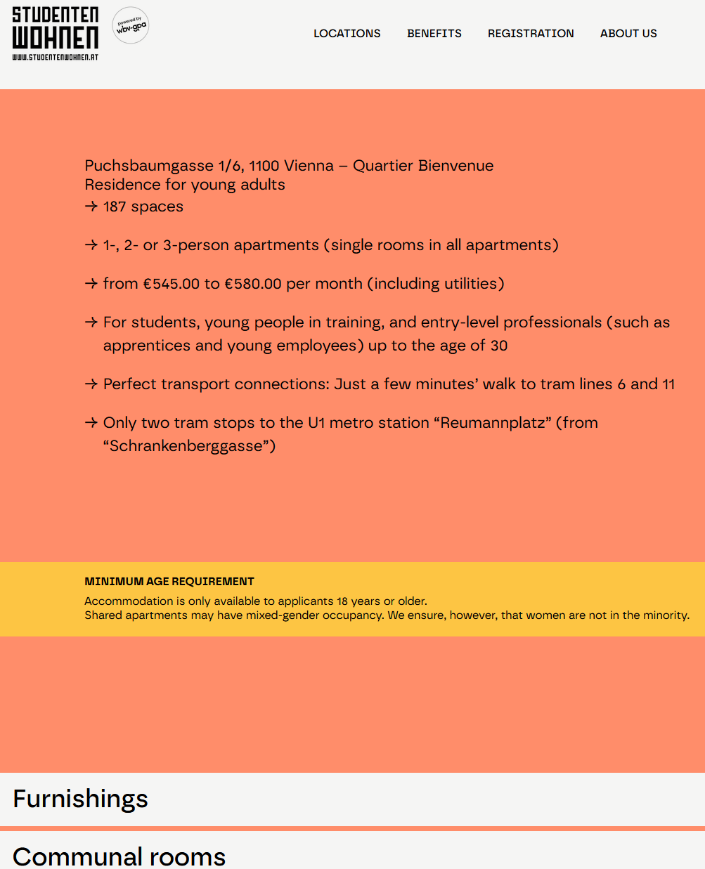 STUDENTEN
WOHNEN
WWW.STUDENTENWOHNEN.AT
powered by
wbv-gpa
LOCATIONS BENEFITS REGISTRATION ABOUT US
Puchsbaumgasse 1/6, 1100 Vienna – Quartier Bienvenue
Residence for young adults
→ 187 spaces
→ 1-, 2- or 3-person apartments (single rooms in all apartments)
→ from €545.00 to €580.00 per month (including utilities)
→ For students, young people in training, and entry-level professionals (such as
apprentices and young employees) up to the age of 30
→ Perfect transport connections: Just a few minutes’ walk to tram lines 6 and 11
→ Only two tram stops to the U1 metro station “Reumannplatz” (from
“Schrankenberggasse”)
MINIMUM AGE REQUIREMENT
Accommodation is only available to applicants 18 years or older.
Shared apartments may have mixed-gender occupancy. We ensure, however, that women are not in the minority.
Furnishings
Communal rooms